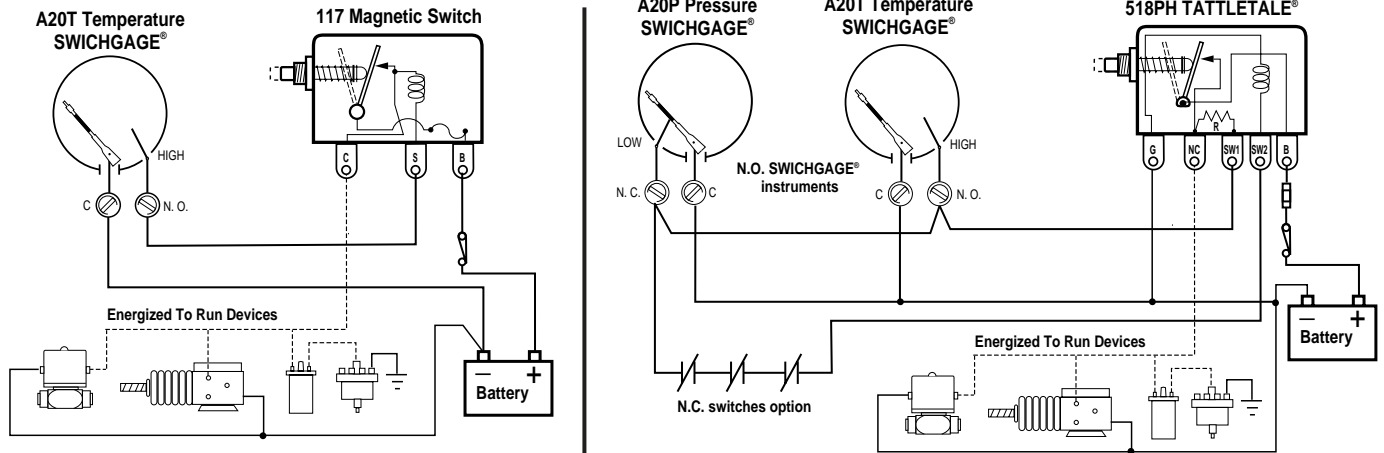 A20T Temperature
SWICHGAGE®
117 Magnetic Switch
HIGH
C
S
B
C
N. O.
Energized To Run Devices
–
+
Battery
A20P Pressure
SWICHGAGE®
A20T Temperature
SWICHGAGE®
518PH TATTLETALE®
R
LOW
HIGH
G
NC
SW1
SW2
B
N.O. SWICHGAGE®
instruments
N. C.
C
C
N. O.
–
+
Battery
Energized To Run Devices
N.C. switches option